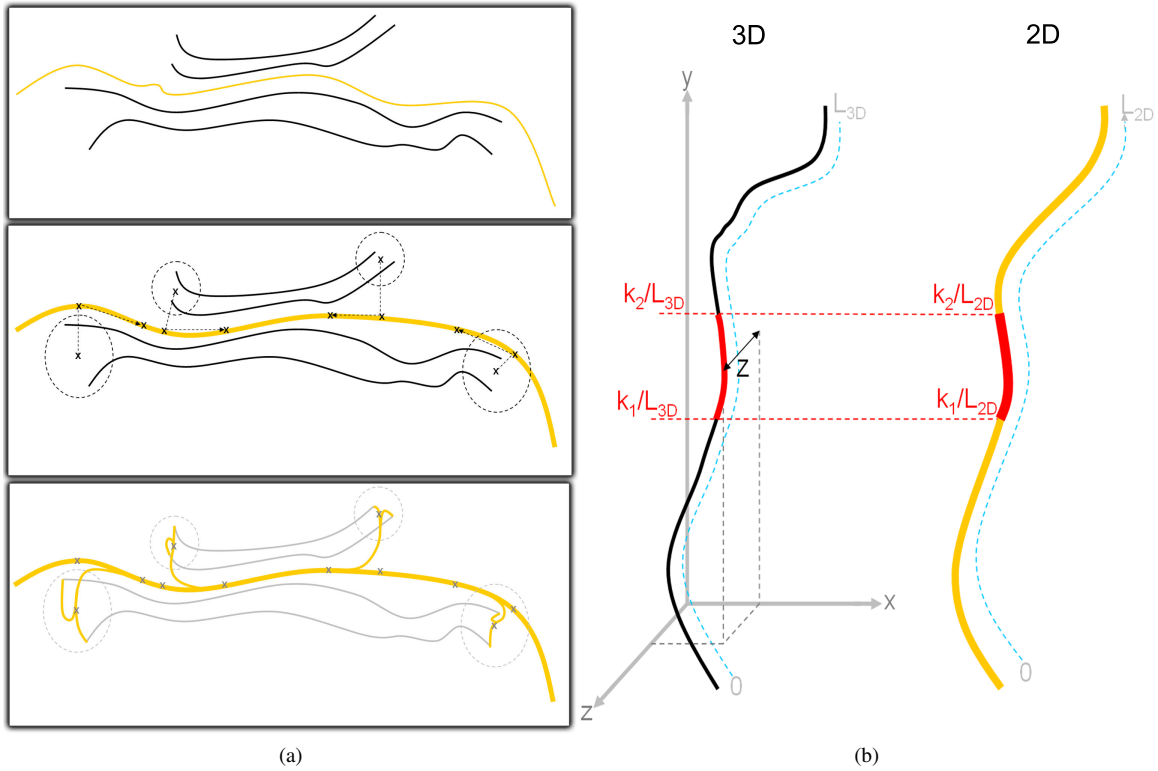 3D 2D
y
L3D L2D
k2/L3D k2/L2D
z
k1/L3D k1/L2D
x
0 0
z
x x x x x x x x x x x x
x x x x x x x x x x x x
(a) (b)